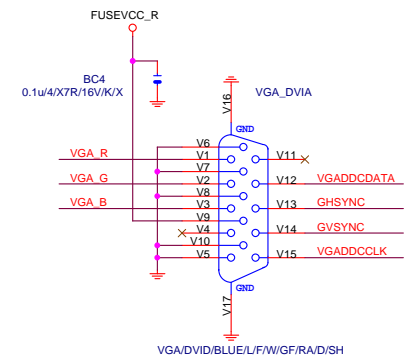 FUSEVCC_R
BC4
0.1u/4/X7R/16V/K/X
VGA_DVIA
V16
GND
V6
VGA_R V1 V11
V7
VGA_G V2 V12 VGADDCDATA
V8
VGA_B V3 V13 GHSYNC
V9
V4 V14 GVSYNC
V10
V5 V15 VGADDCCLK
GND
V17
VGA/DVID/BLUE/L/F/W/GF/RA/D/SH